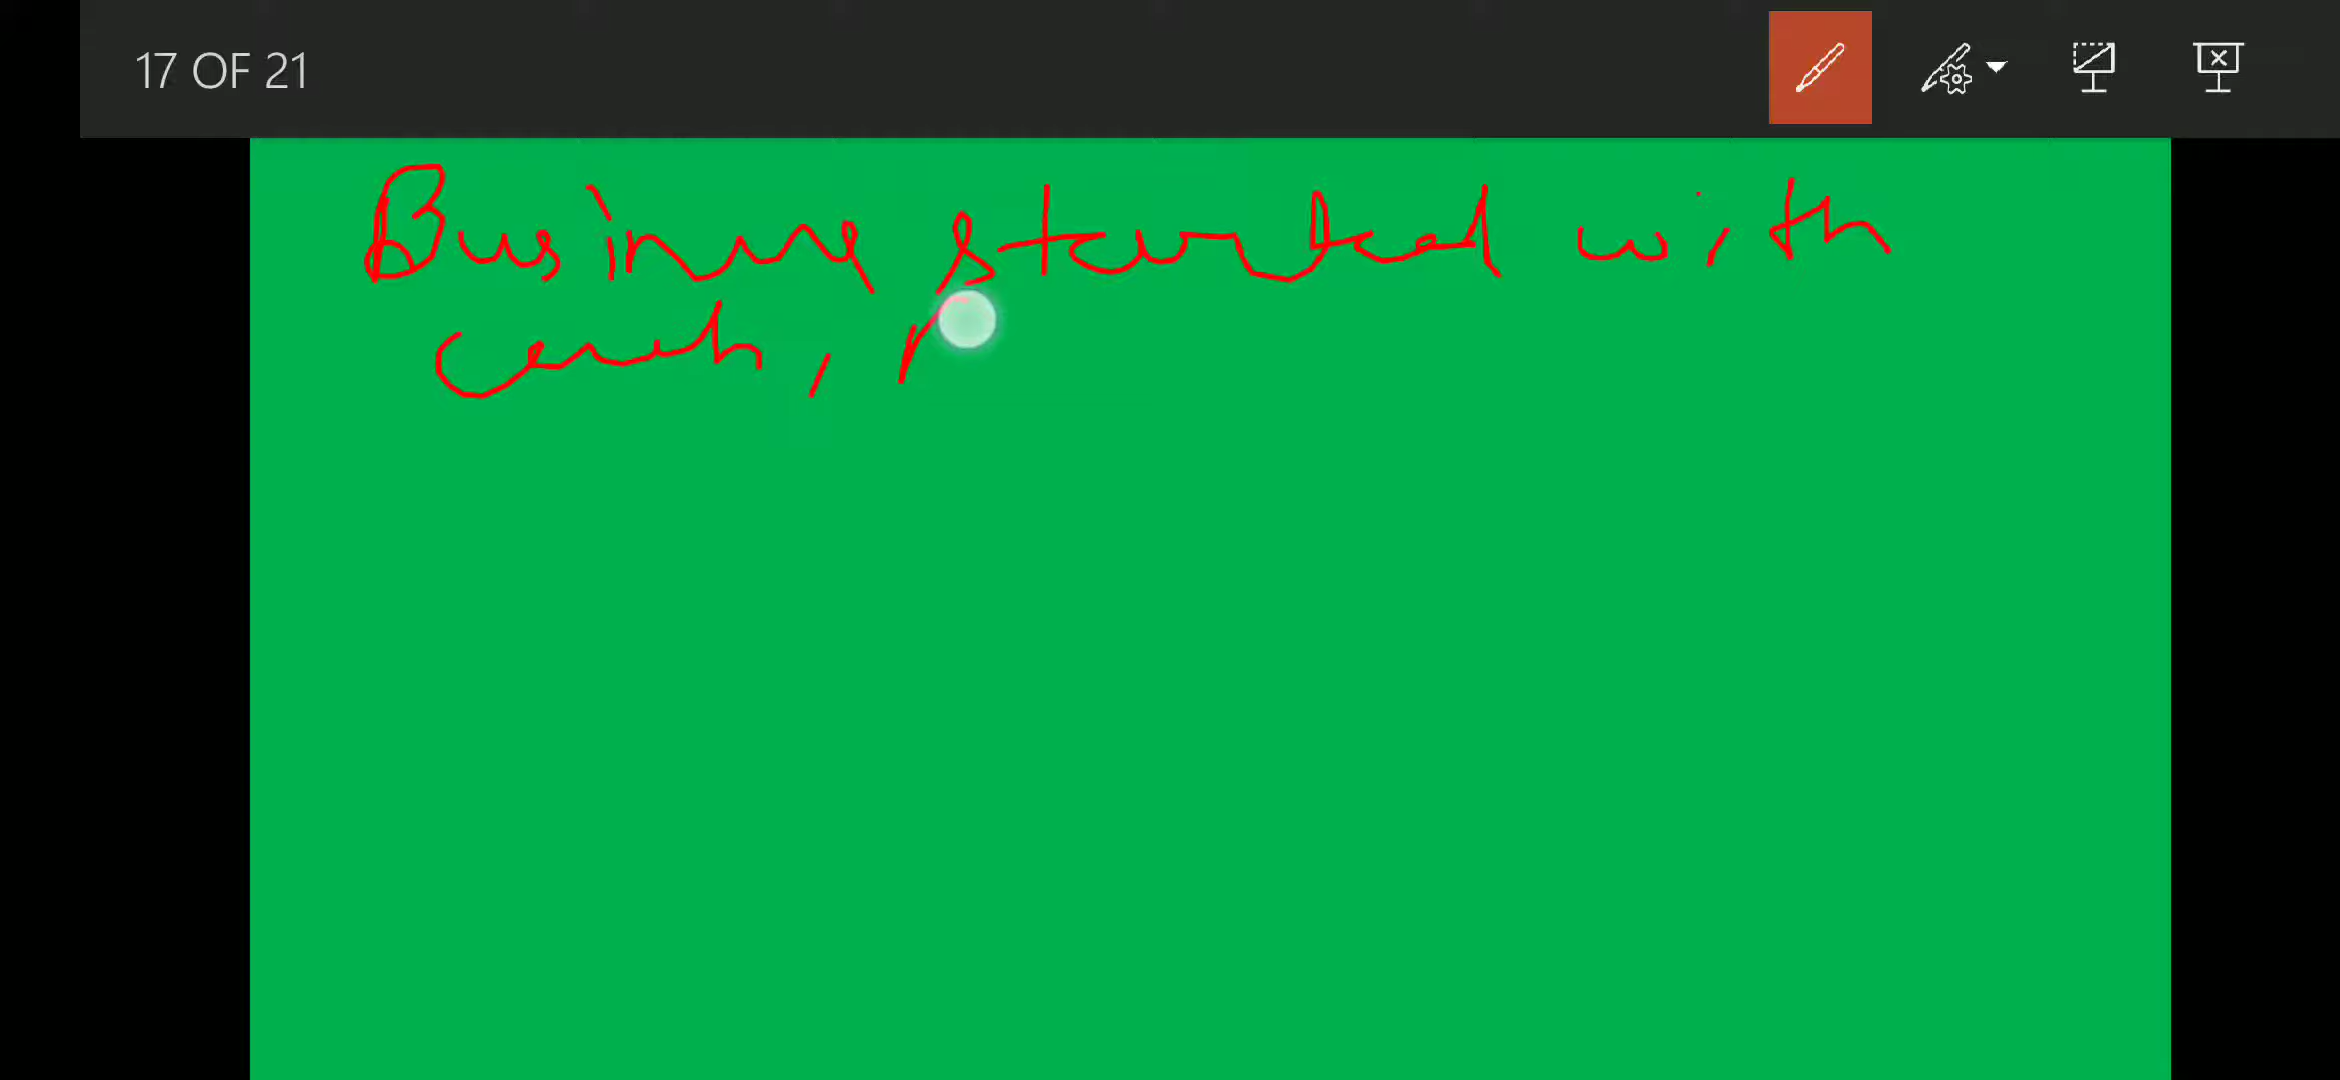 17 OF 21
Business started with
cash,